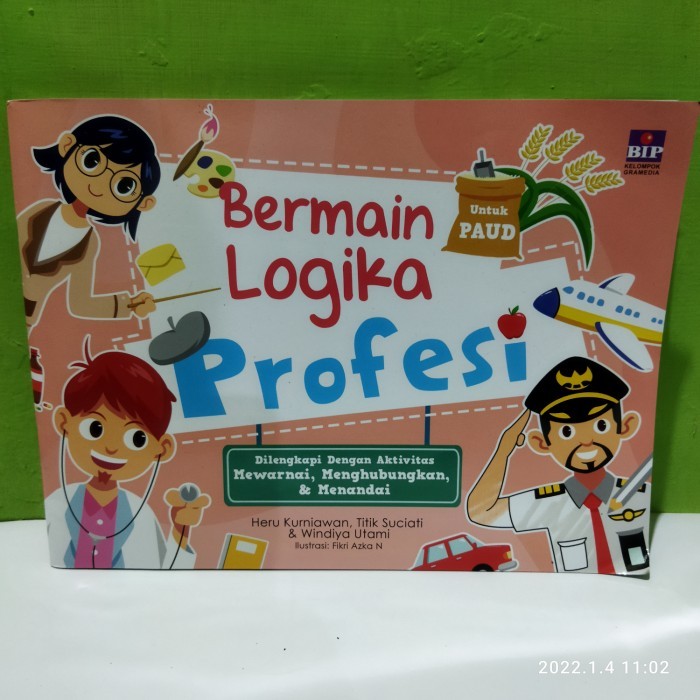 BIP
KELOMPOK
GRAMEDIA
Untuk
PAUD
Bermain
Logika
Profesi
Dilengkapi Dengan Aktivitas
Mewarnai, Menghubungkan,
& Menandai
Heru Kurniawan, Titik Suciati
& Windiya Utami
Ilustrasi: Fikri Azka N
2022.1.4 11:02